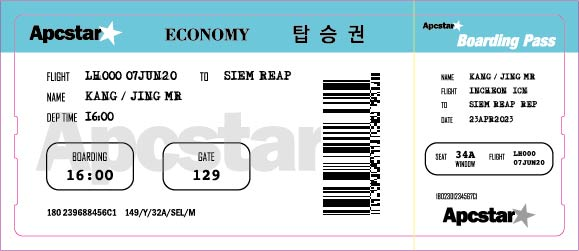 Apcstar ECONOMY 탑승권
FLIGHT LH000 07JUN20 TO SIEM REAP
NAME KANG / JING MR
DEP TIME 16:00
Apcstar
BOARDING
16:00
GATE
129
180 239688456C1 149/Y/32A/SEL/M
Apcstar
Boarding Pass
NAME KANG / JING MR
FLIGHT INCHEON ICN
TO SIEM REAP REP
DATE 23APR2023
SEAT 34A WINDOW FLIGHT LH000 07JUN20
1802301234567C1
Apcstar